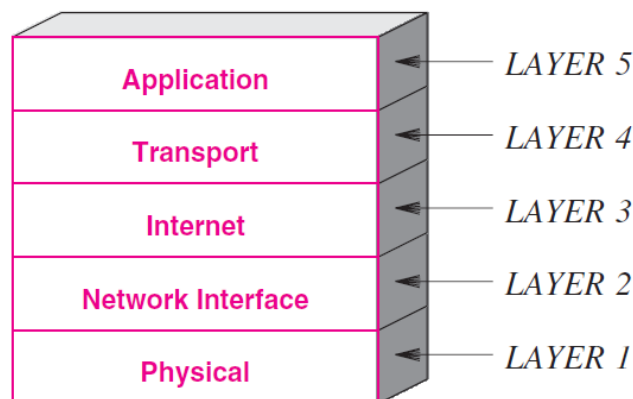 Application LAYER 5
Transport LAYER 4
Internet LAYER 3
Network Interface LAYER 2
Physical LAYER 1